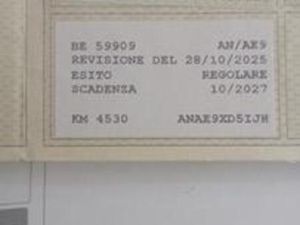 BE 59909 AN/AE9
REVISIONE DEL 28/10/2025
ESITO REGOLARE
SCADENZA 10/2027
KM 4530 ANAE9XD5IJH